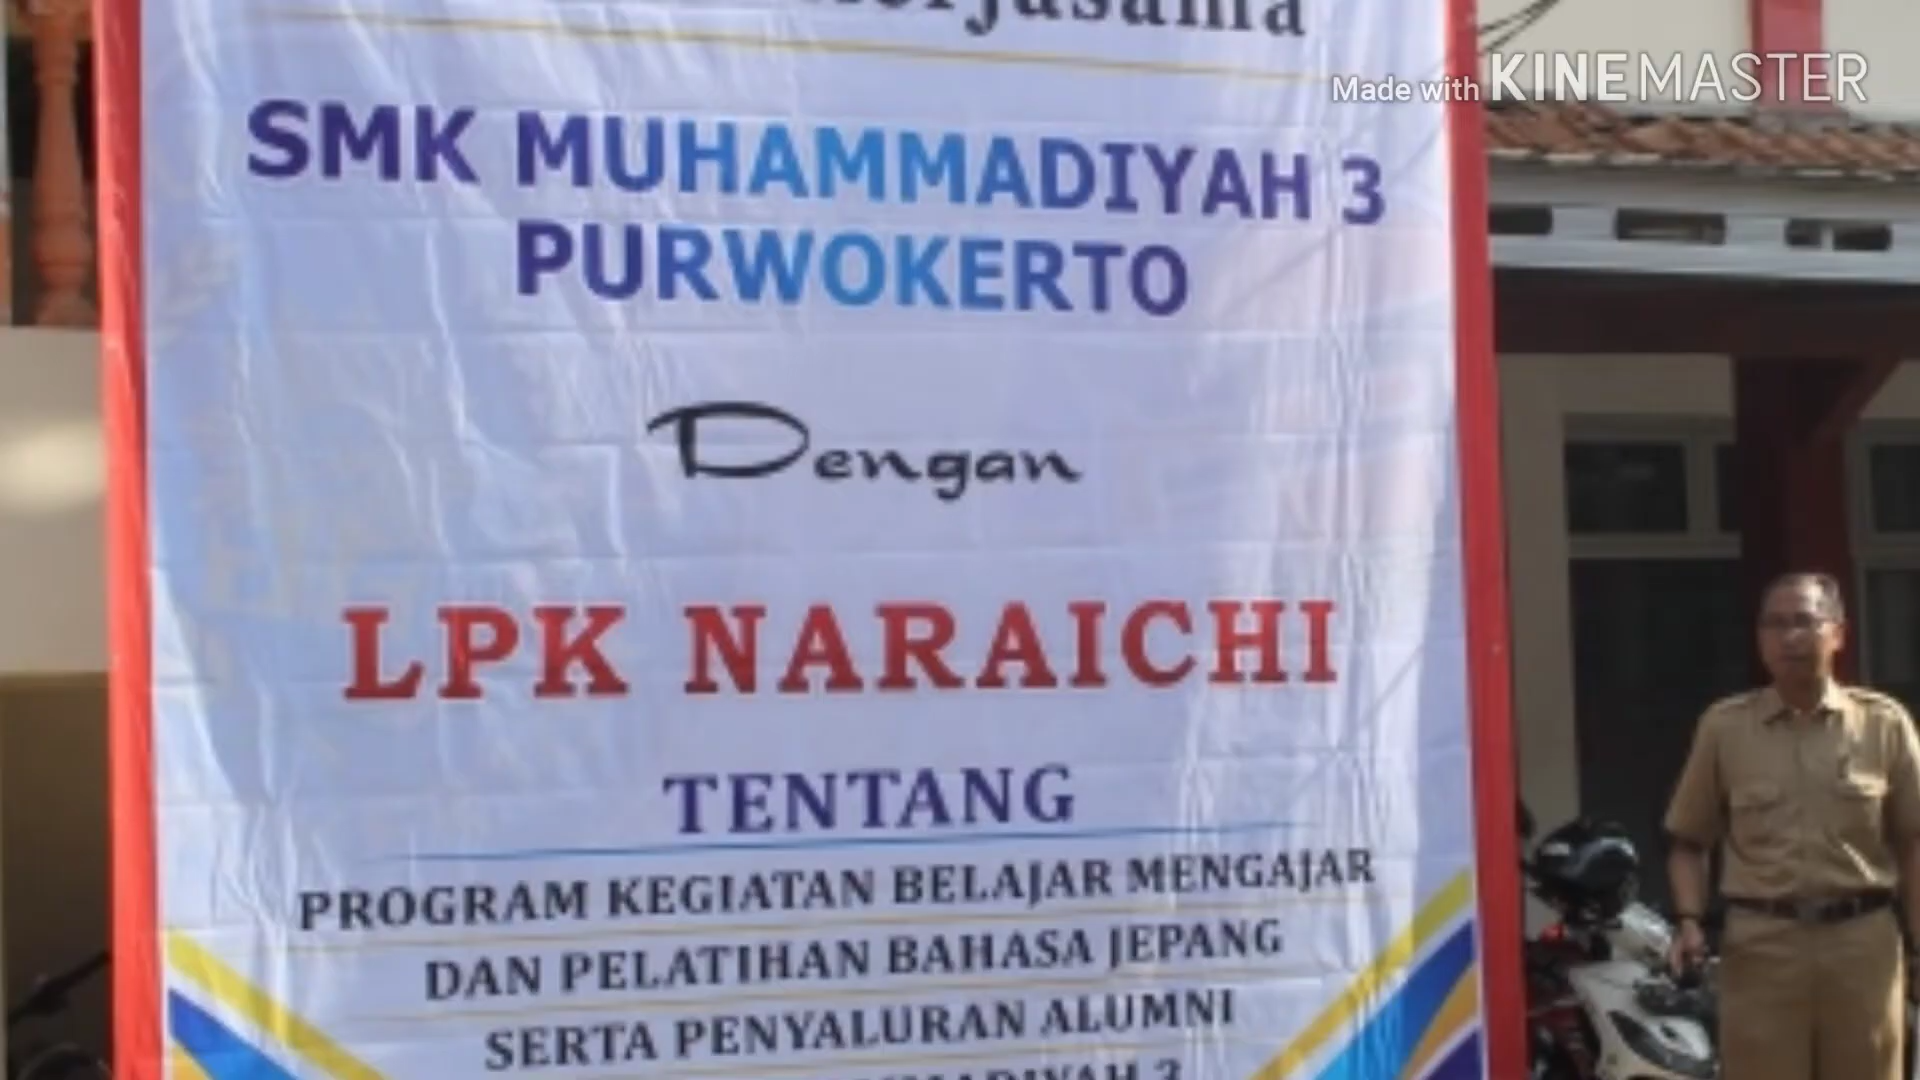 Made with KINEMASTER
SMK MUHAMMADIYAH 3
PURWOKERTO
Dengan
LPK NARAICHI
TENTANG
PROGRAM KEGIATAN BELAJAR MENGAJAR
DAN PELATIHAN BAHASA JEPANG
SERTA PENYALURAN ALUMNI